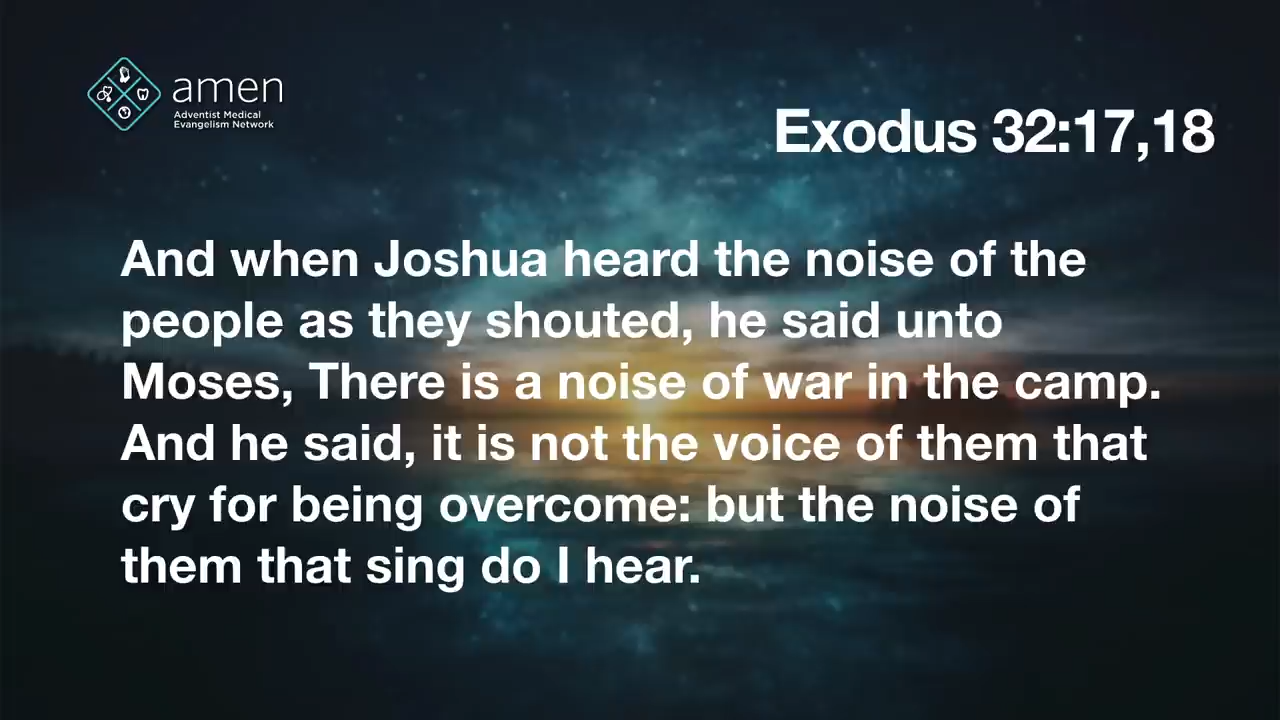 amen
Adventist Medical
Evangelism Network
Exodus 32:17,18
And when Joshua heard the noise of the
people as they shouted, he said unto
Moses, There is a noise of war in the camp.
And he said, it is not the voice of them that
cry for being overcome: but the noise of
them that sing do I hear.